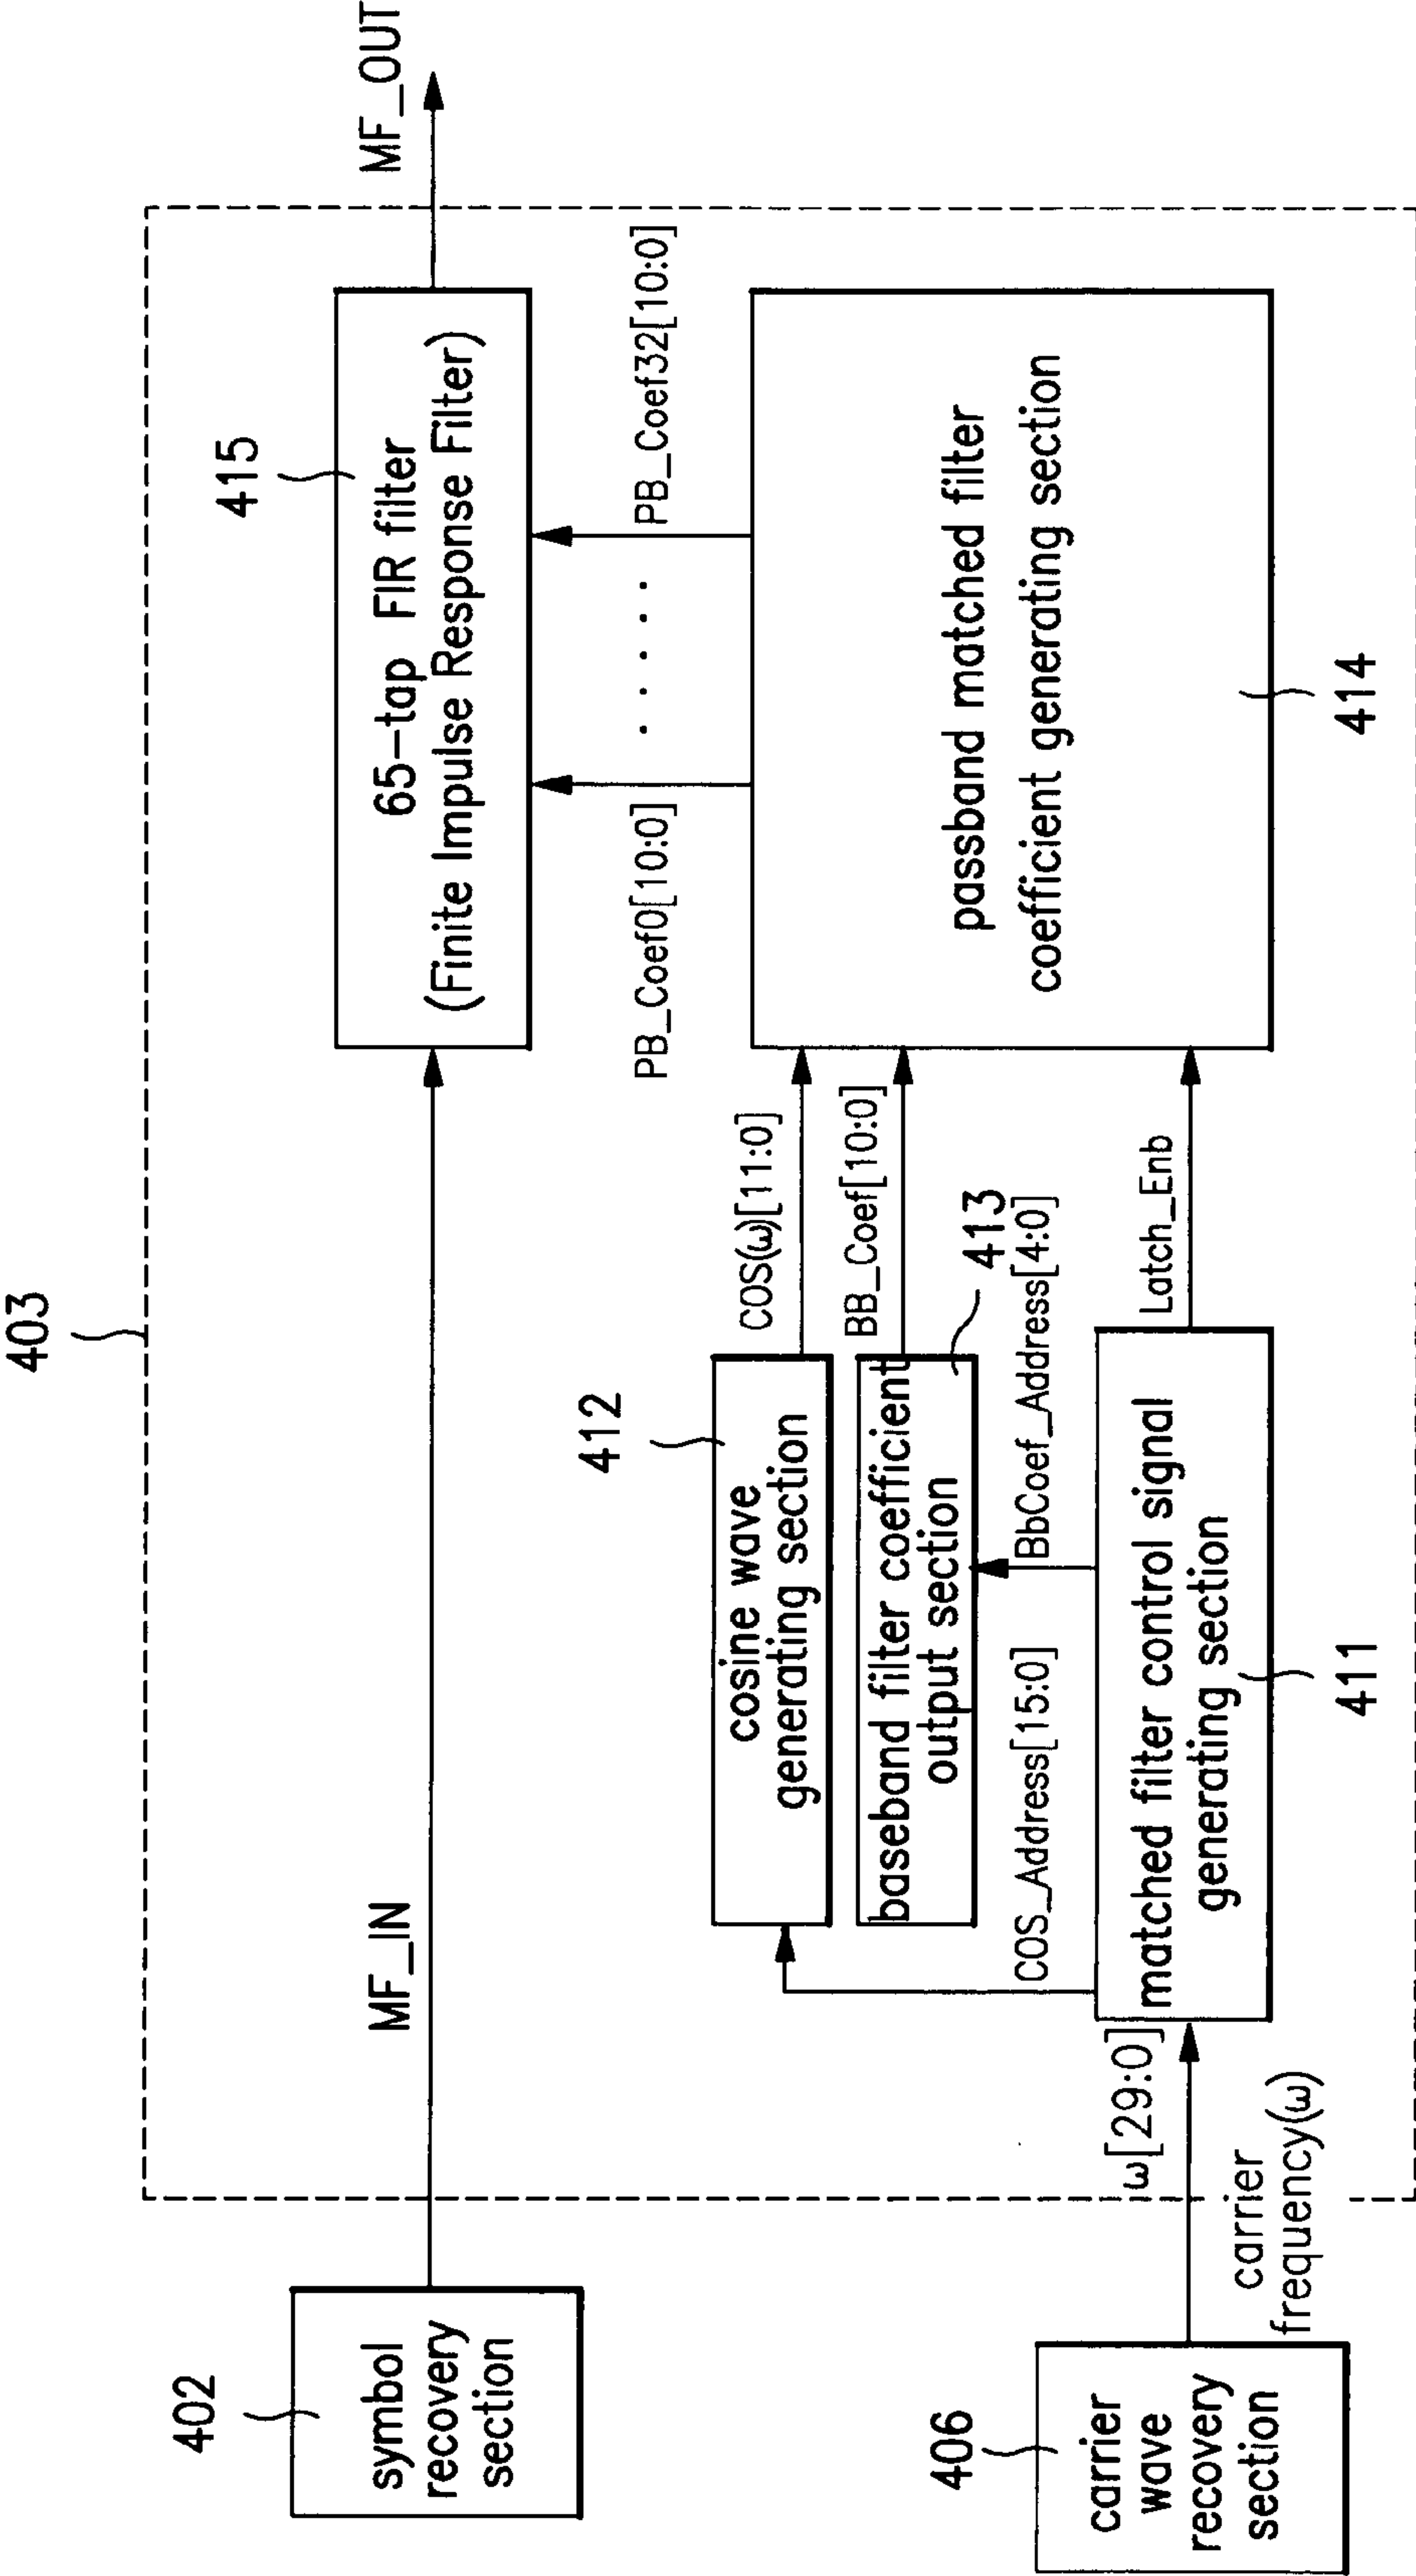 403
402
symbol
recovery
section
MF_IN
415
65-tap FIR filter
(Finite Impulse Response Filter)
MF_OUT
PB_Coef0[10:0]
PB_Coef32[10:0]
412
cosine wave
generating section
COS(ω)[11:0]
baseband filter coefficient
output section
BB_Coef[10:0]
413
COS_Address[15:0]
BbCoef_Address[4:0]
passband matched filter
coefficient generating section
414
406
carrier
wave
recovery
section
ω[29:0]
carrier
frequency(ω)
matched filter control signal
generating section
411
Latch_Enb